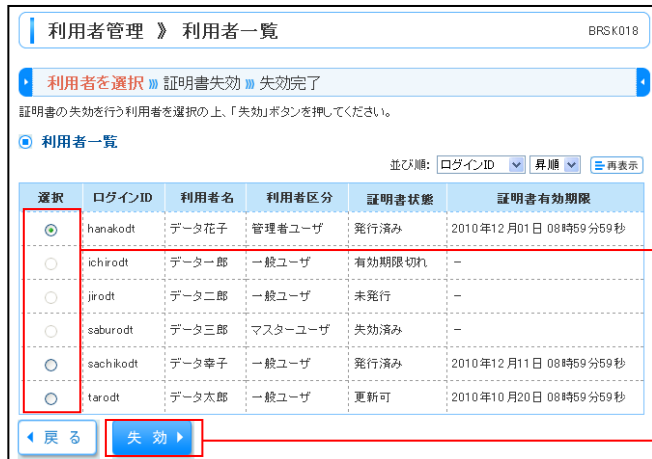 利用者管理 》 利用者一覧 BRSK018
利用者を選択 》》 証明書失効 》》 失効完了
証明書の失効を行う利用者を選択の上、「失効」ボタンを押してください。
利用者一覧
並び順: ログインID 昇順 再表示
選択 ログインID 利用者名 利用者区分 証明書状態 証明書有効期限
hanakodt データ花子 管理者ユーザ 発行済み 2010年12月01日 08時59分59秒
ichirodt データ一郎 一般ユーザ 有効期限切れ －
jirodt データ二郎 一般ユーザ 未発行 －
saburodt データ三郎 マスターユーザ 失効済み －
sachikodt データ幸子 一般ユーザ 発行済み 2010年12月11日 08時59分59秒
tarodt データ太郎 一般ユーザ 更新可 2010年10月20日 08時59分59秒
戻る 失効